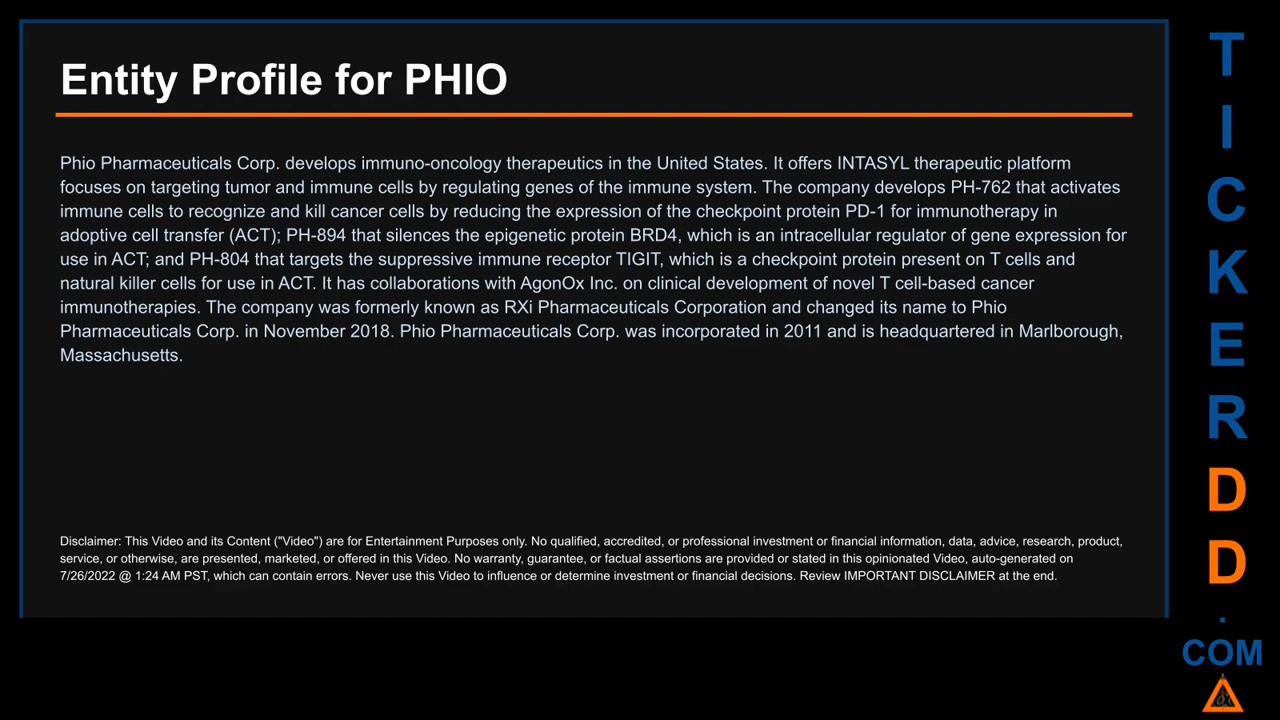 Entity Profile for PHIO
Phio Pharmaceuticals Corp. develops immuno-oncology therapeutics in the United States. It offers INTASYL therapeutic platform
focuses on targeting tumor and immune cells by regulating genes of the immune system. The company develops PH-762 that activates
immune cells to recognize and kill cancer cells by reducing the expression of the checkpoint protein PD-1 for immunotherapy in
adoptive cell transfer (ACT); PH-894 that silences the epigenetic protein BRD4, which is an intracellular regulator of gene expression for
use in ACT; and PH-804 that targets the suppressive immune receptor TIGIT, which is a checkpoint protein present on T cells and
natural killer cells for use in ACT. It has collaborations with AgonOx Inc. on clinical development of novel T cell-based cancer
immunotherapies. The company was formerly known as RXi Pharmaceuticals Corporation and changed its name to Phio
Pharmaceuticals Corp. in November 2018. Phio Pharmaceuticals Corp. was incorporated in 2011 and is headquartered in Marlborough,
Massachusetts.
Disclaimer: This Video and its Content ("Video") are for Entertainment Purposes only. No qualified, accredited, or professional investment or financial information, data, advice, research, product,
service, or otherwise, are presented, marketed, or offered in this Video. No warranty, guarantee, or factual assertions are provided or stated in this opinionated Video, auto-generated on
7/26/2022 @ 1:24 AM PST, which can contain errors. Never use this Video to influence or determine investment or financial decisions. Review IMPORTANT DISCLAIMER at the end.
T
I
C
K
E
R
D
D
.
COM